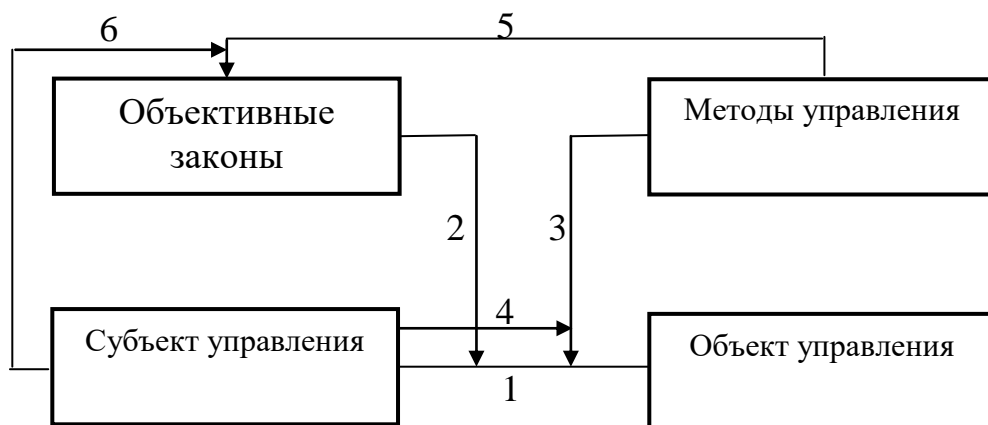 6
5
Объективные
законы
Методы управления
2
3
4
Субъект управления
Объект управления
1